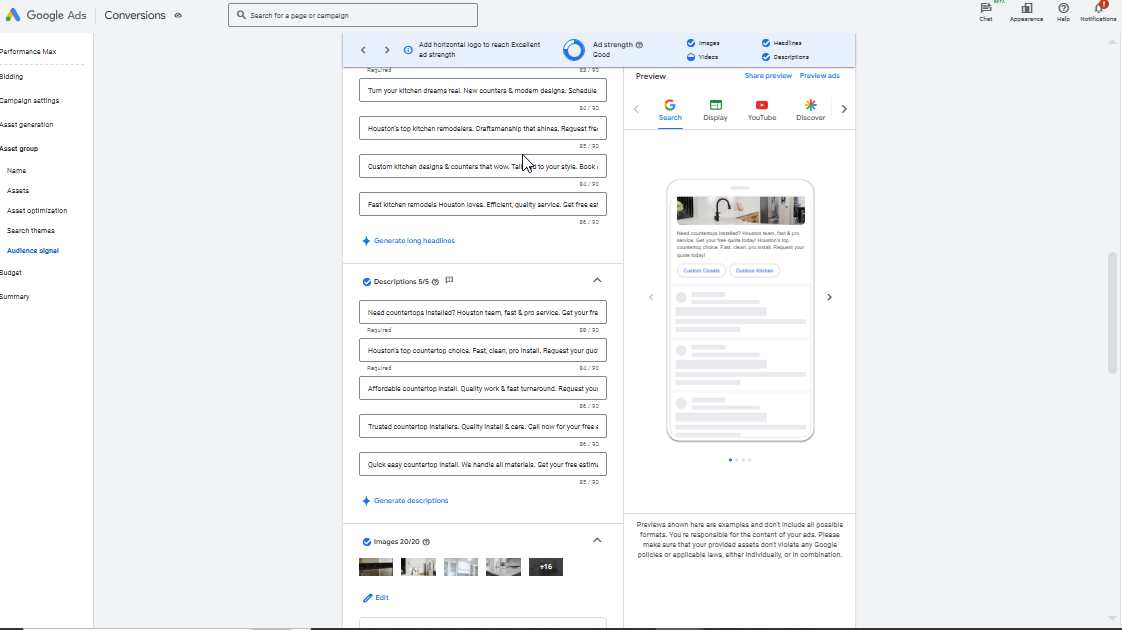 Google Ads
Conversions
Search for a page or campaign
BETA
Chat
Appearance
Help
Notifications
Performance Max
Bidding
Campaign settings
Asset generation
Asset group
Name
Assets
Asset optimization
Search themes
Audience signal
Budget
Summary
Add horizontal logo to reach Excellent
ad strength
Ad strength
Good
Images
Videos
Headlines
Descriptions
Required
83 / 90
Turn your kitchen dreams real. New counters & modern designs. Schedule
84 / 90
Houston's top kitchen remodelers. Craftsmanship that shines. Request fre
85 / 90
Custom kitchen designs & counters that wow. to your style. Book
84 / 90
Fast kitchen remodels Houston loves. Efficient, quality service. Get free est
86 / 90
Generate long headlines
Descriptions 5/5
Need countertops installed? Houston team, fast & pro service. Get your fre
Required
88 / 90
Houston's top countertop choice. Fast, clean, pro install. Request your quo
Required
84 / 90
Affordable countertop install. Quality work & fast turnaround. Request you
86 / 90
Trusted countertop installers. Quality install & care. Call now for your free e
86 / 90
Quick easy countertop install. We handle all materials. Get your free estima
85 / 90
Generate descriptions
Images 20/20
+16
Edit
Preview
Share preview
Preview ads
Search
Display
YouTube
Discover
Need countertops installed? Houston team, fast & pro
service. Get your free quote today! Houston's top
countertop choice. Fast, clean, pro install. Request your
quote today!
Custom Closets
Outdoor Kitchen
Previews shown here are examples and don't include all possible
formats. You're responsible for the content of your ads. Please
make sure that your provided assets don't violate any Google
policies or applicable laws, either individually, or in combination.